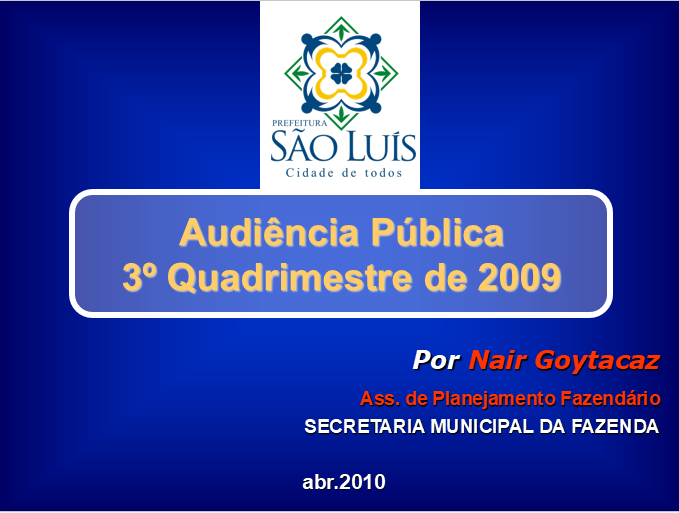 PREFEITURA
SÃO LUÍS
Cidade de todos
Audiência Pública
3º Quadrimestre de 2009
Por Nair Goytacaz
Ass. de Planejamento Fazendário
SECRETARIA MUNICIPAL DA FAZENDA
abr.2010